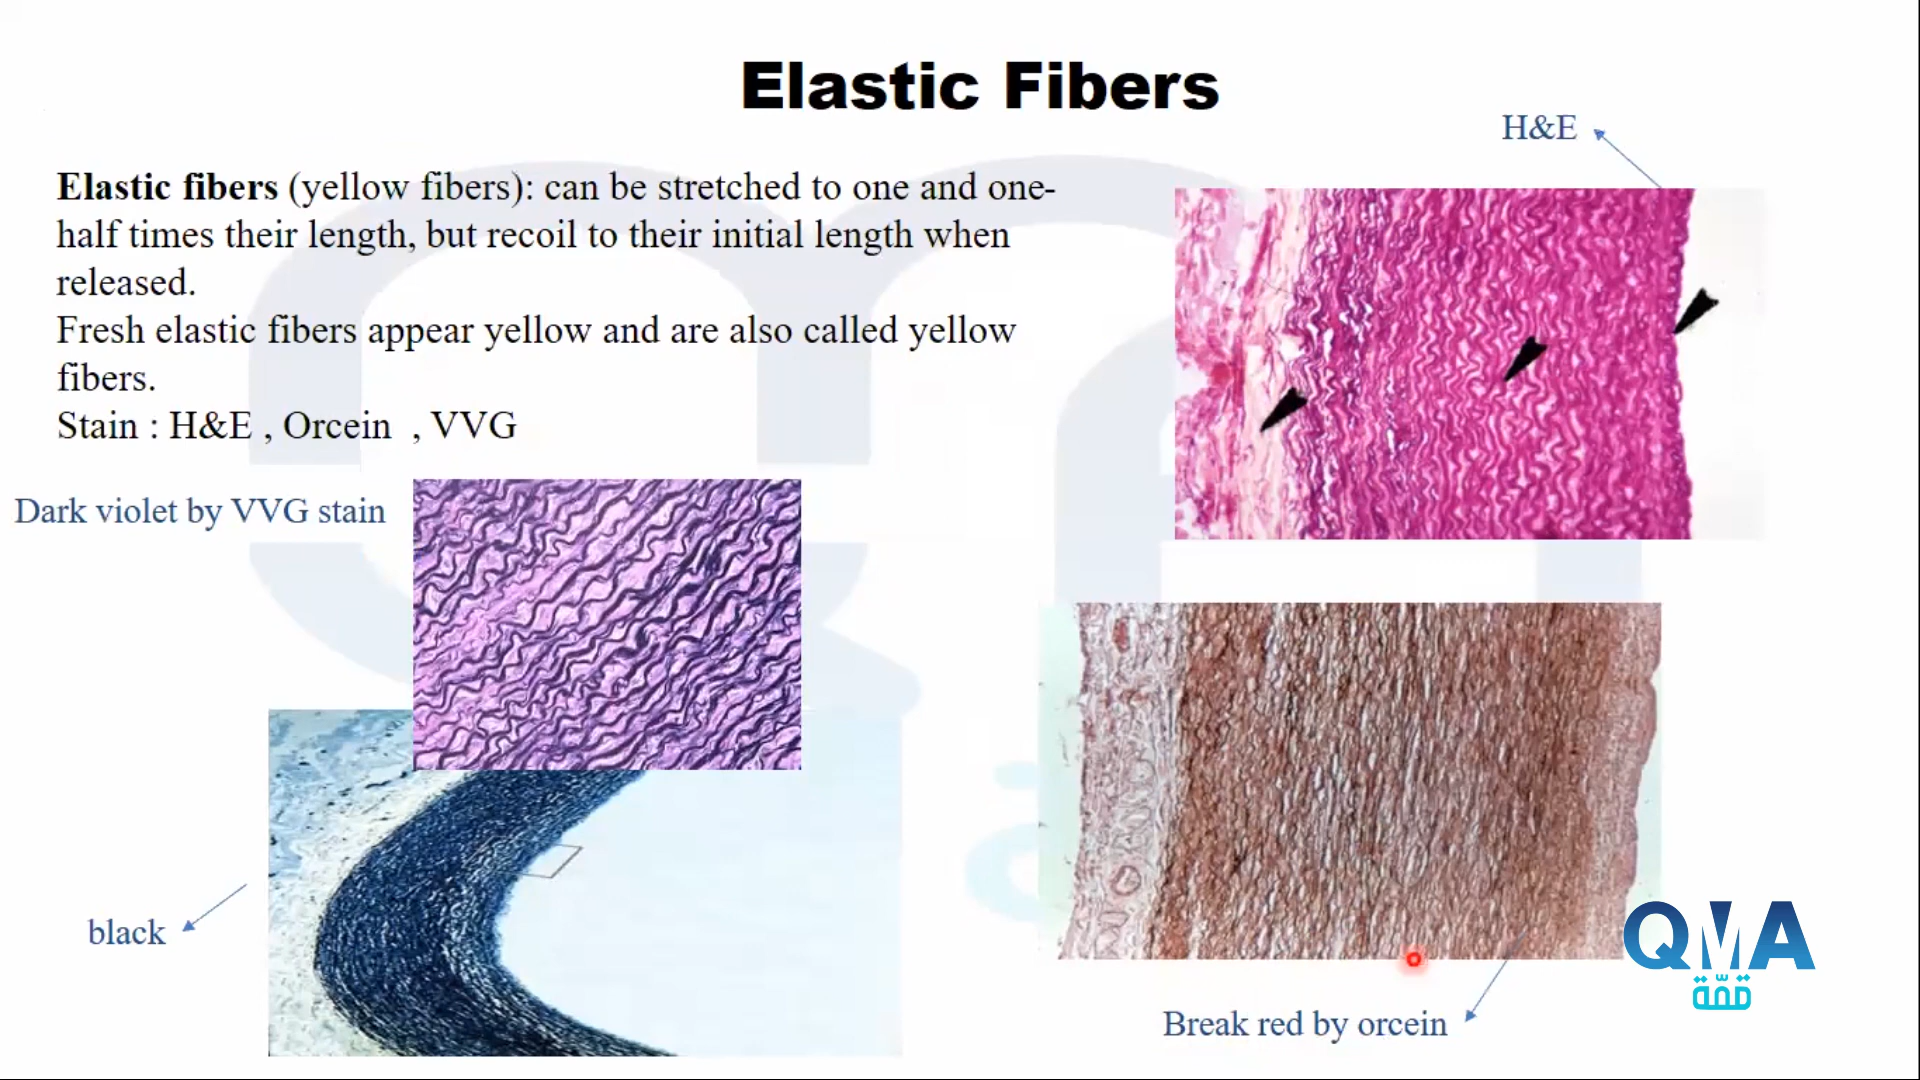 Elastic Fibers
H&E
Elastic fibers (yellow fibers): can be stretched to one and one-
half times their length, but recoil to their initial length when
released.
Fresh elastic fibers appear yellow and are also called yellow
fibers.
Stain : H&E , Orcein , VVG
Dark violet by VVG stain
black
Break red by orcein
QMA
قمّة